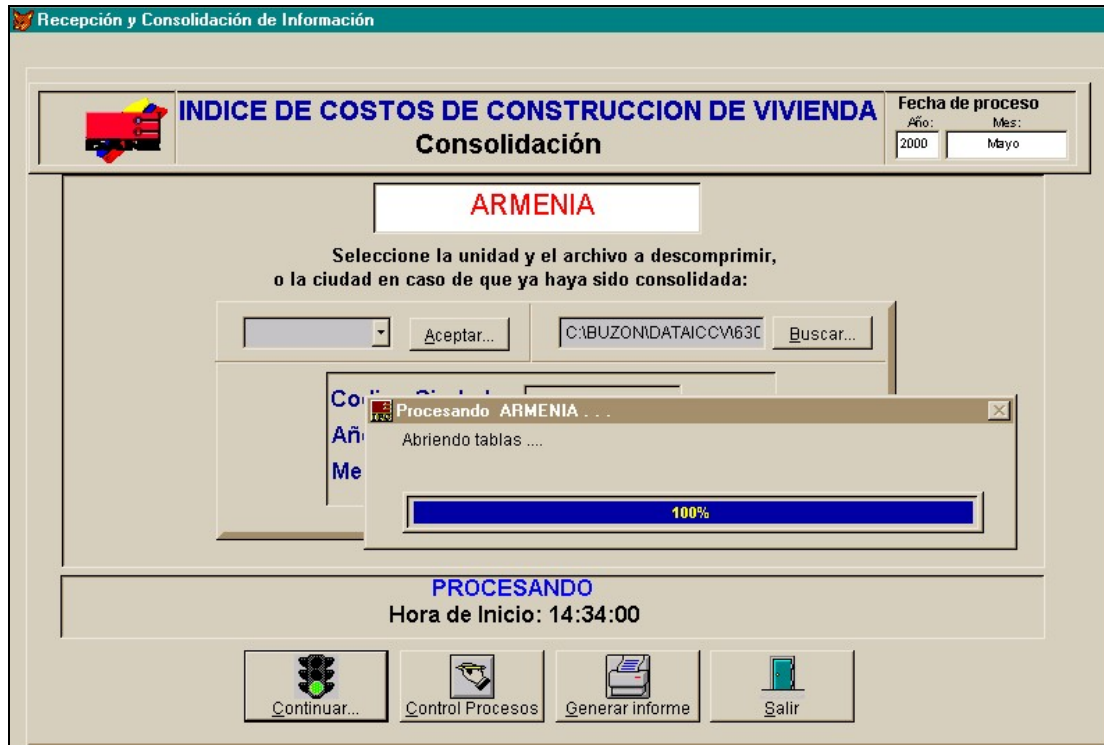 Recepción y Consolidación de Información
INDICE DE COSTOS DE CONSTRUCCION DE VIVIENDA
Consolidación
Fecha de proceso
Año: Mes:
2000 Mayo
ARMENIA
Seleccione la unidad y el archivo a descomprimir,
o la ciudad en caso de que ya haya sido consolidada:
Aceptar... C:\BUZON\DATAICCV\63 Buscar...
Procesando ARMENIA . . .
Abriendo tablas ....
100%
PROCESANDO
Hora de Inicio: 14:34:00
Continuar... Control Procesos Generar informe Salir